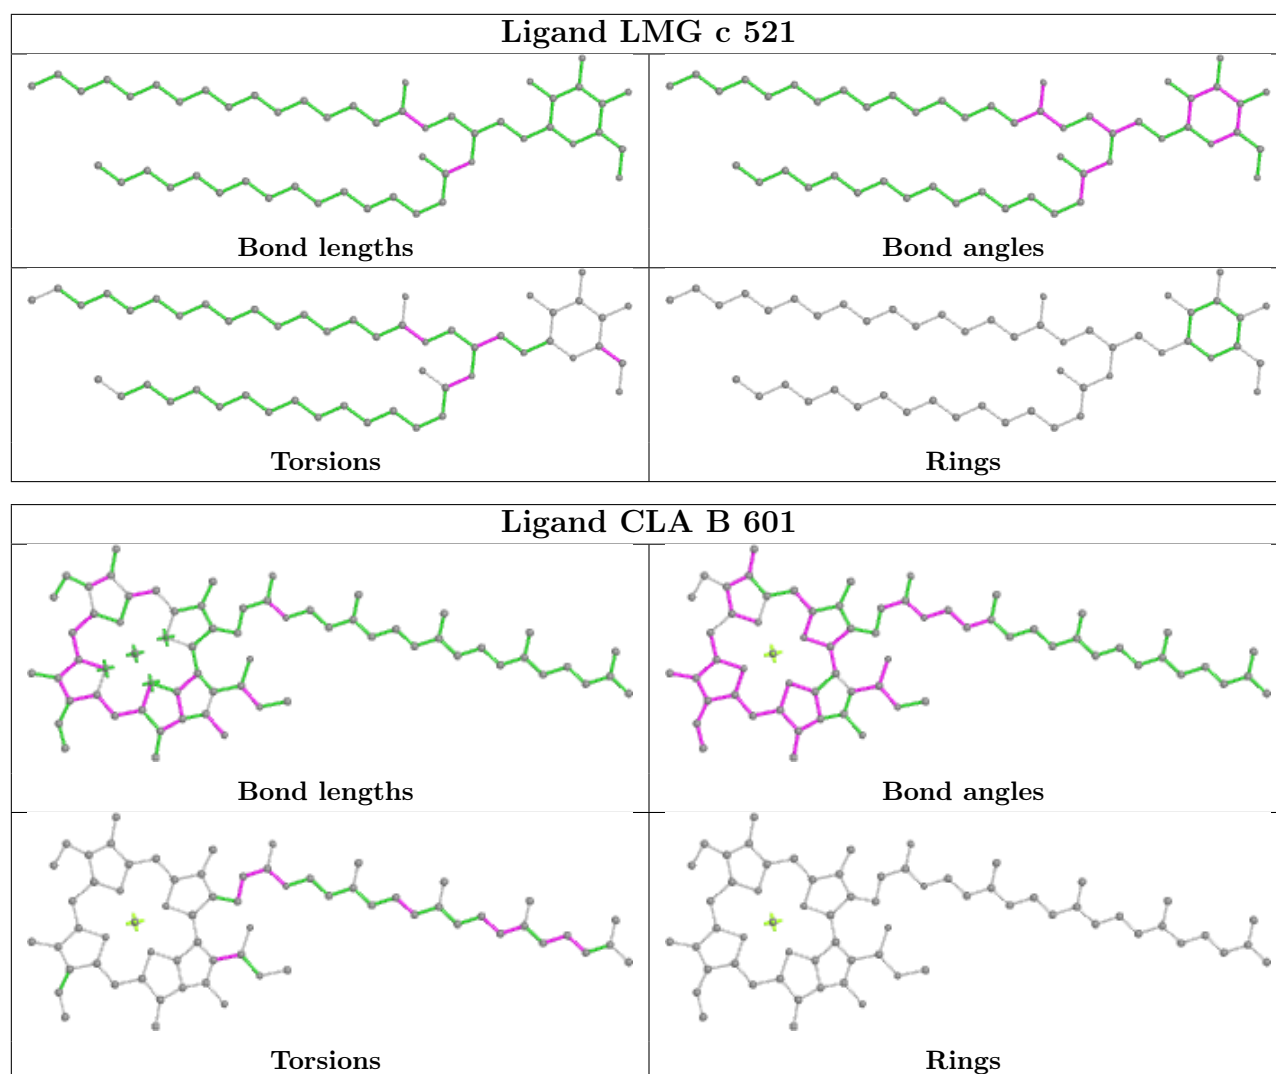 Ligand LMG c 521
Bond lengths
Bond angles
Torsions
Rings
Ligand CLA B 601
Bond lengths
Bond angles
Torsions
Rings